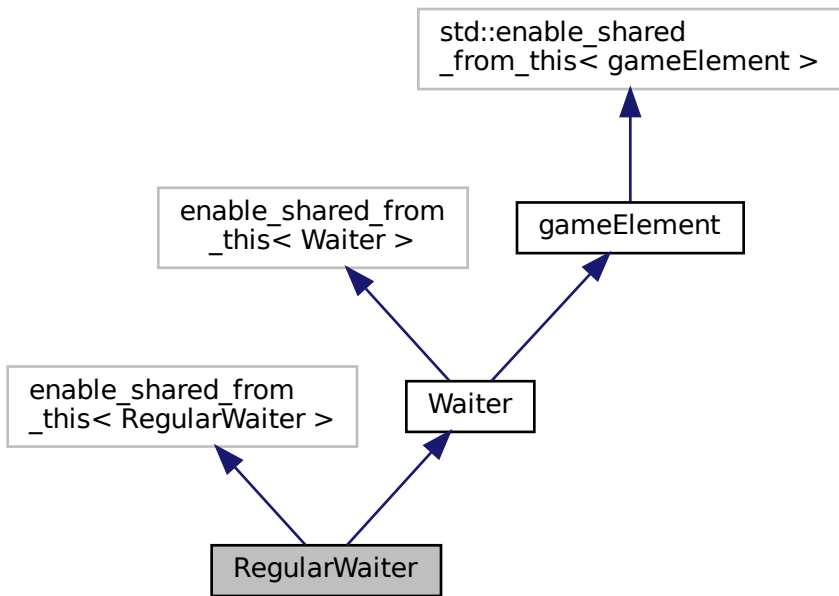 std::enable_shared
_from_this< gameElement >
enable_shared_from
_this< Waiter >
gameElement
enable_shared_from
_this< RegularWaiter >
Waiter
RegularWaiter